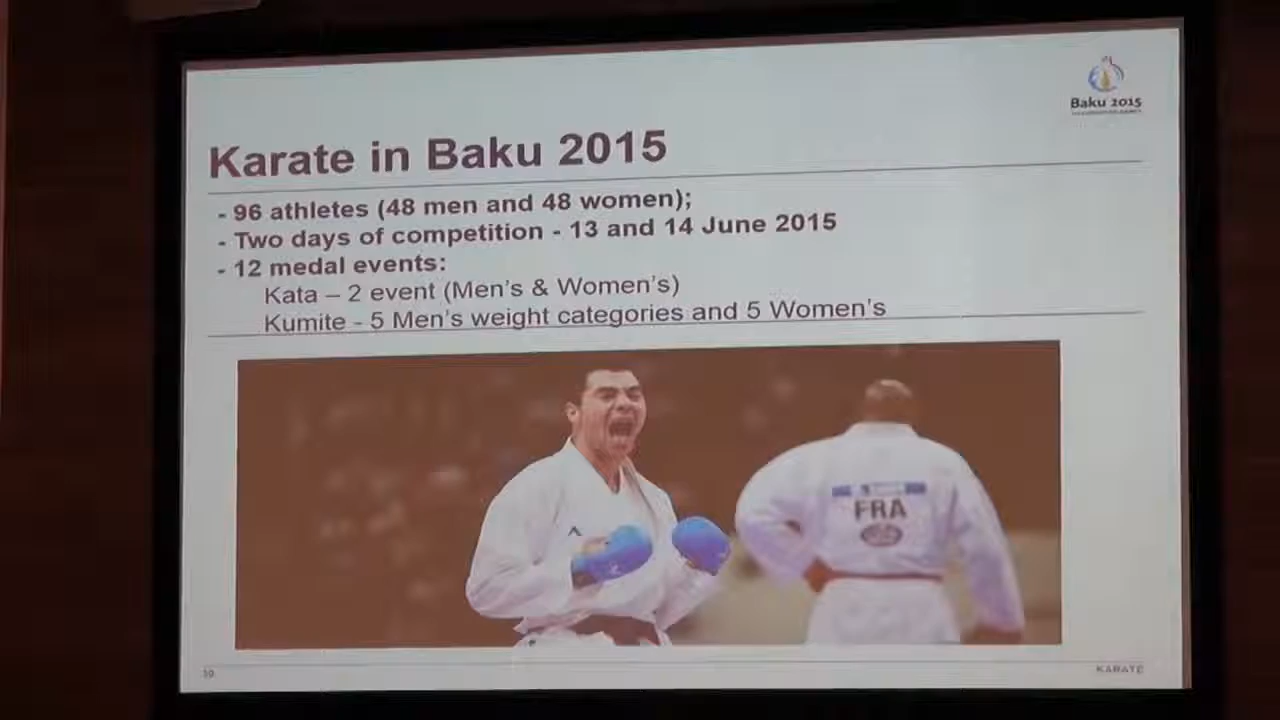 Baku 2015
Karate in Baku 2015
- 96 athletes (48 men and 48 women);
- Two days of competition - 13 and 14 June 2015
- 12 medal events:
Kata – 2 event (Men's & Women's)
Kumite - 5 Men's weight categories and 5 Women's
FRA
KARATE